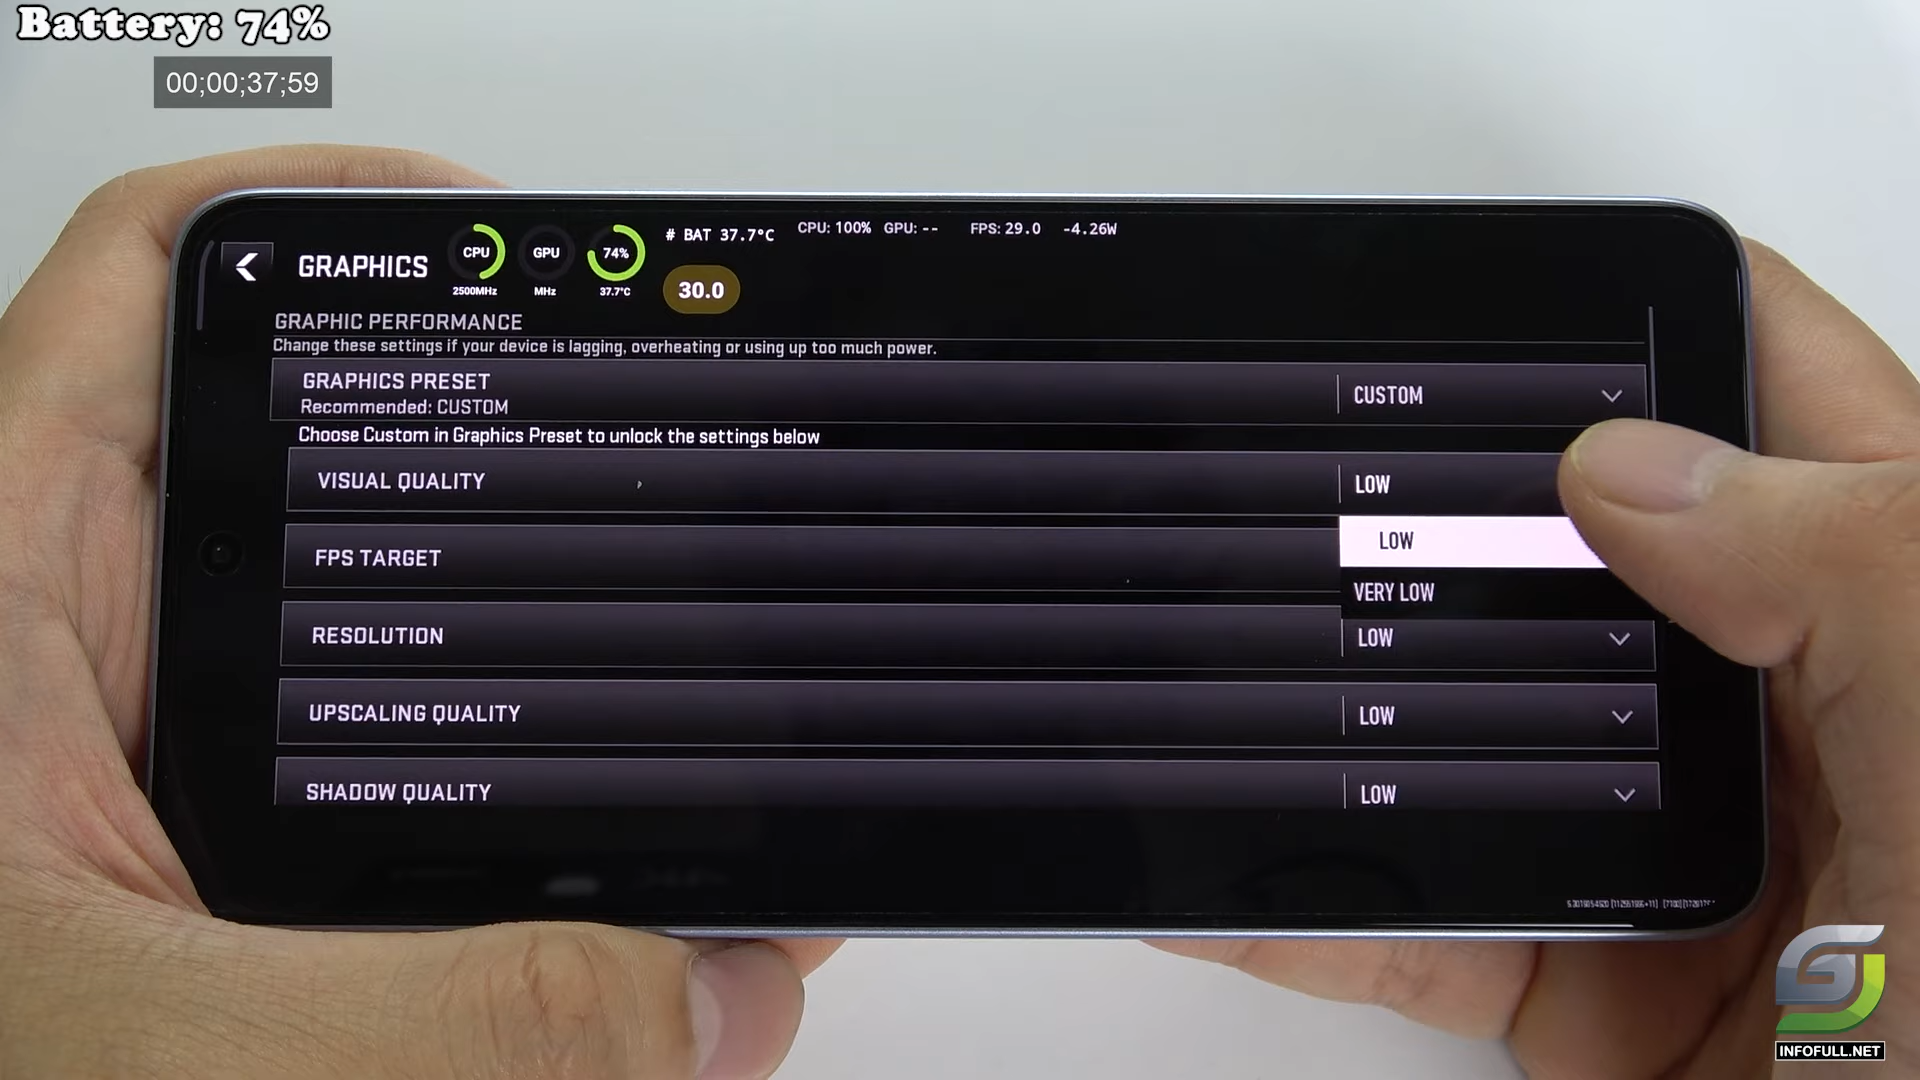 Battery: 74%
00;00;37;59
GRAPHICS
CPU
2500MHz
GPU
MHz
74%
37.7°C
# BAT 37.7°C
CPU: 100% GPU: -- FPS: 29.0 -4.26W
30.0
GRAPHIC PERFORMANCE
Change these settings if your device is lagging, overheating or using up too much power.
GRAPHICS PRESET
Recommended: CUSTOM
CUSTOM
Choose Custom in Graphics Preset to unlock the settings below
VISUAL QUALITY
LOW
LOW
VERY LOW
FPS TARGET
RESOLUTION
LOW
UPSCALING QUALITY
LOW
SHADOW QUALITY
LOW
INFOFULL.NET